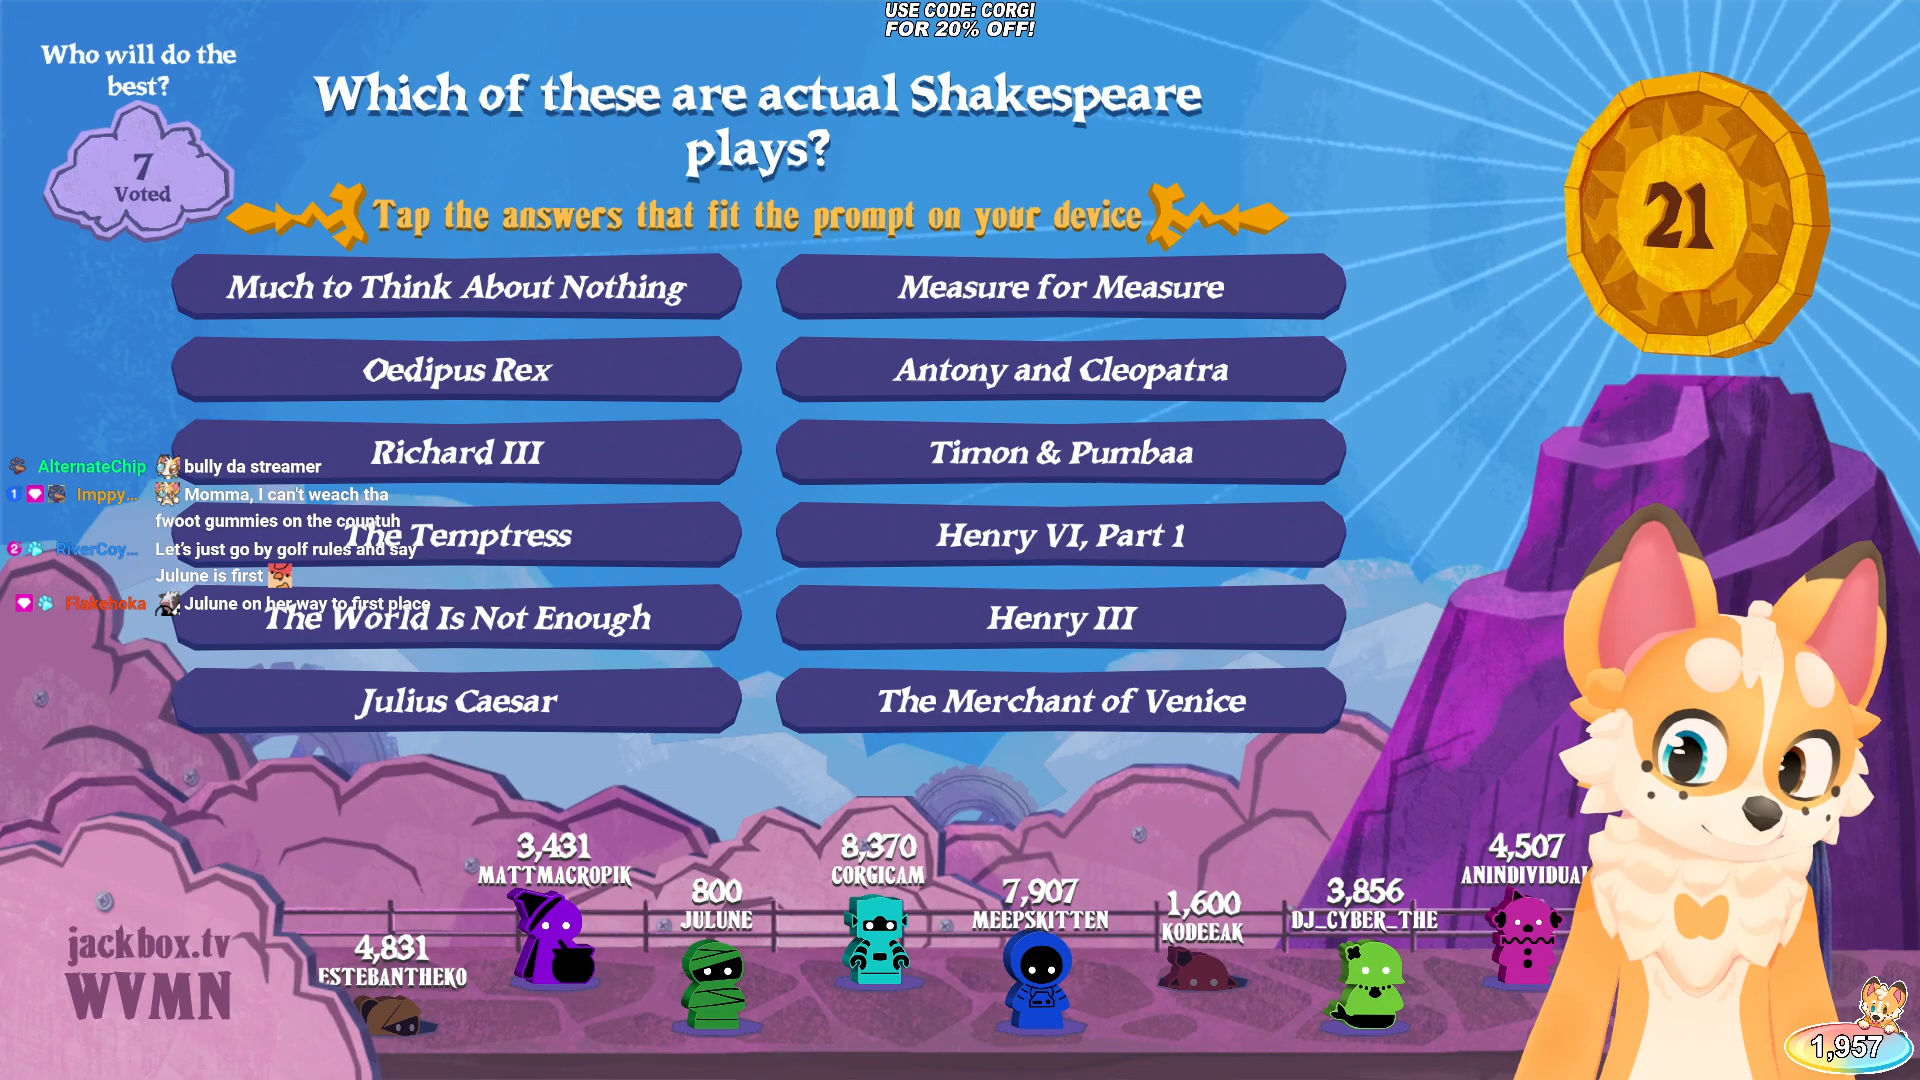 USE CODE: CORGI
FOR 20% OFF!
Who will do the
best?
7
Voted
Which of these are actual Shakespeare
plays?
Tap the answers that fit the prompt on your device
21
Much to Think About Nothing
Measure for Measure
Oedipus Rex
Antony and Cleopatra
Richard III
Timon & Pumbaa
The Temptress
Henry VI, Part 1
The World Is Not Enough
Henry III
Julius Caesar
The Merchant of Venice
AlternateChip bully da streamer
1 Imppy... Momma, I can't weach tha
fwoot gummies on the countuh
2 RiverCoy... Let's just go by golf rules and say
Julune is first
Flakehoka Julune on her way to first place
4,831
ESTEBANTHEKO
3,431
MATTMACROPIK
800
JULUNE
8,370
CORGICAM
7,907
MEEPSKITTEN
1,600
KODEEAK
3,856
DJ_CYBER_THE
4,507
ANINDIVIDUAL
jackbox.tv
WVMN
1,957